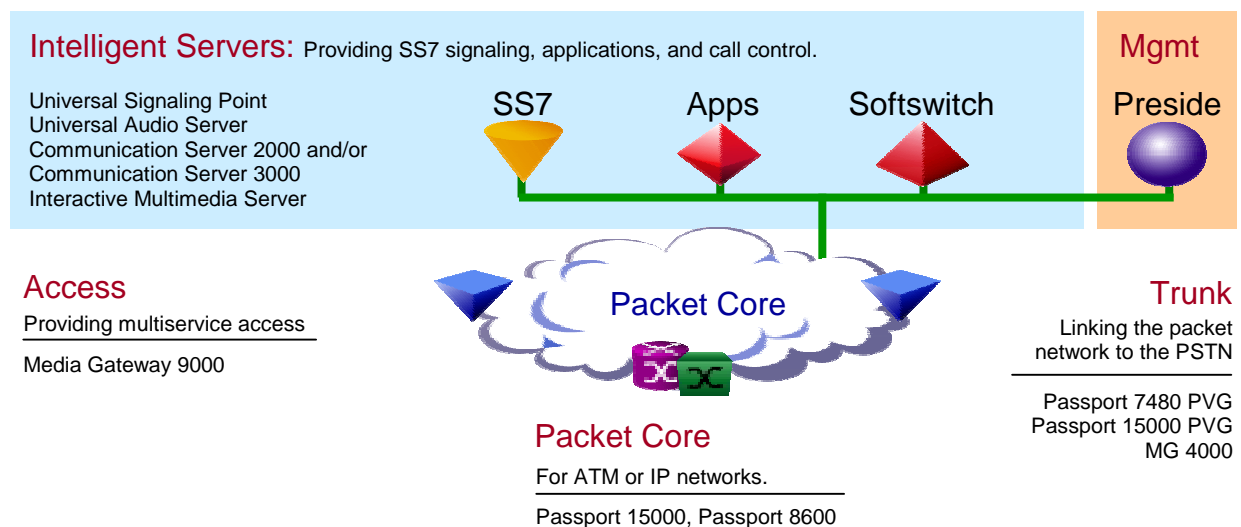 Intelligent Servers: Providing SS7 signaling, applications, and call control.
Universal Signaling Point
Universal Audio Server
Communication Server 2000 and/or
Communication Server 3000
Interactive Multimedia Server
SS7
Apps
Softswitch
Mgmt
Preside
Access
Providing multiservice access
Media Gateway 9000
Packet Core
Trunk
Linking the packet
network to the PSTN
Passport 7480 PVG
Passport 15000 PVG
MG 4000
Packet Core
For ATM or IP networks.
Passport 15000, Passport 8600